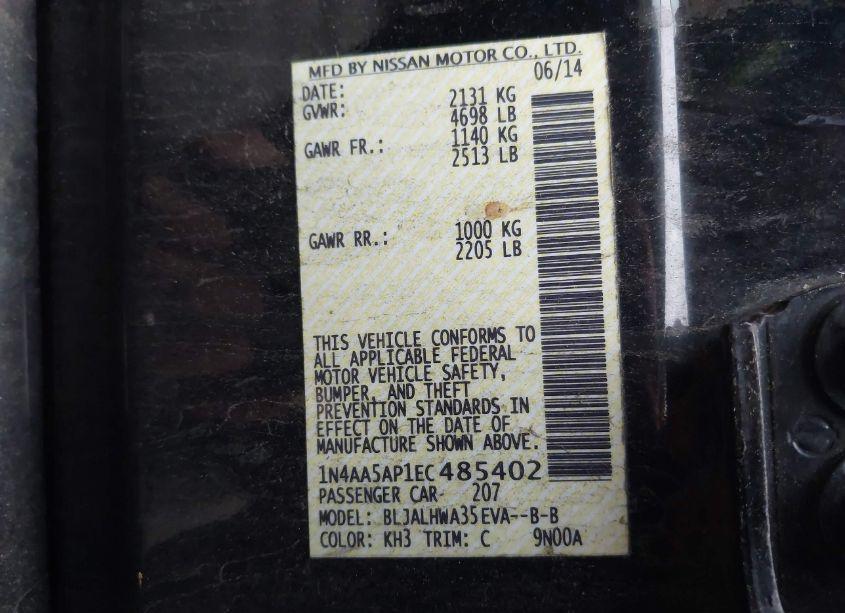 MFD BY NISSAN MOTOR CO., LTD.
DATE: 06/14
GVWR: 2131 KG
4698 LB
GAWR FR.: 1140 KG
2513 LB
GAWR RR.: 1000 KG
2205 LB
THIS VEHICLE CONFORMS TO
ALL APPLICABLE FEDERAL
MOTOR VEHICLE SAFETY,
BUMPER, AND THEFT
PREVENTION STANDARDS IN
EFFECT ON THE DATE OF
MANUFACTURE SHOWN ABOVE.
1N4AA5AP1EC485402
PASSENGER CAR- 207
MODEL: BLJALHWA35EVA--B-B
COLOR: KH3 TRIM: C 9N00A